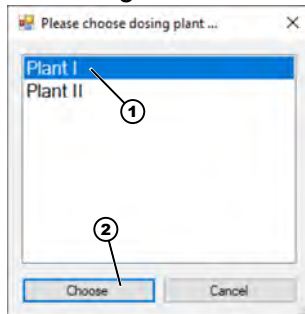 Please choose dosing plant ...
Plant I
Plant II
1
2
Choose
Cancel